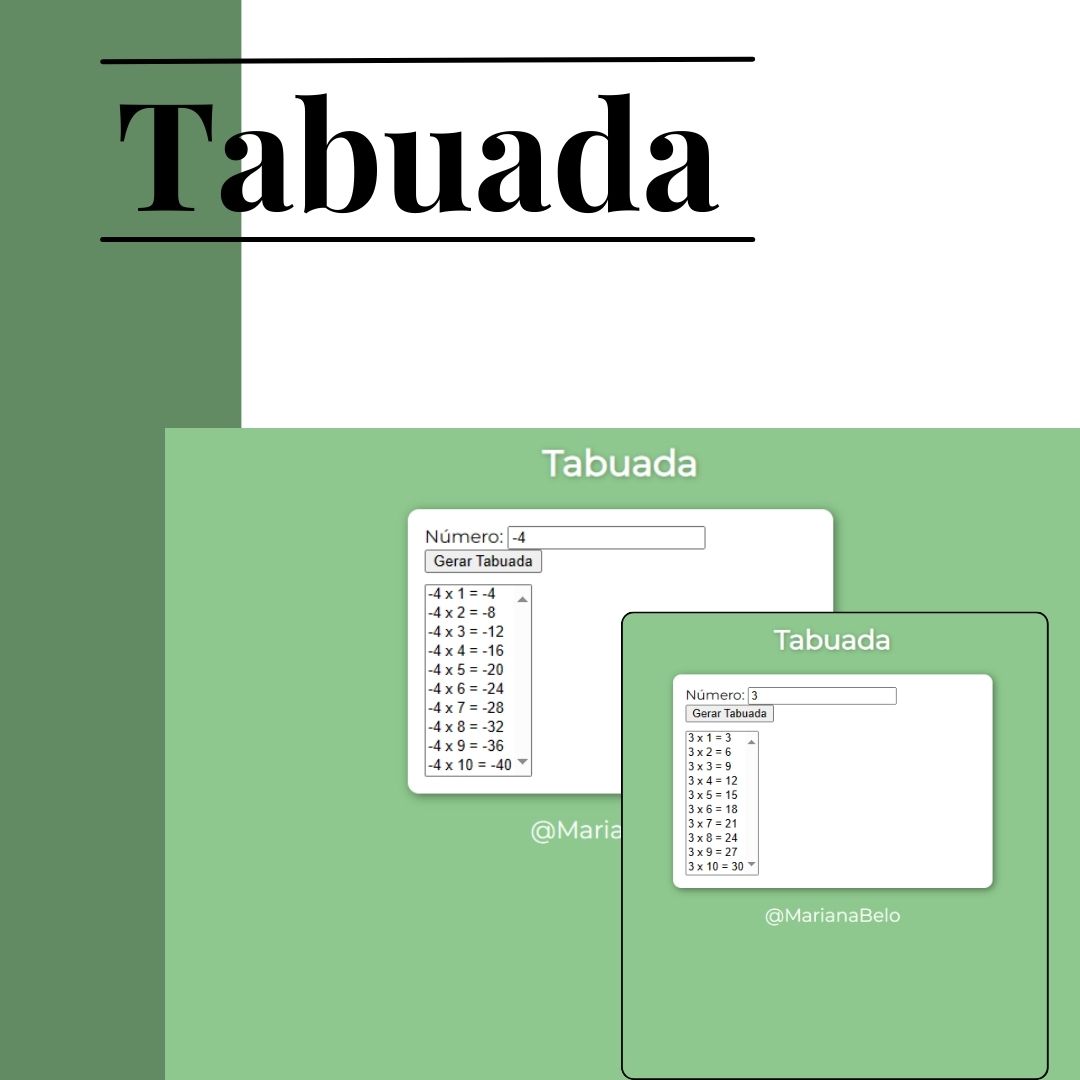 Tabuada
Tabuada
Número: -4
Gerar Tabuada
-4 x 1 = -4
-4 x 2 = -8
-4 x 3 = -12
-4 x 4 = -16
-4 x 5 = -20
-4 x 6 = -24
-4 x 7 = -28
-4 x 8 = -32
-4 x 9 = -36
-4 x 10 = -40
@Maria
Tabuada
Número: 3
Gerar Tabuada
3 x 1 = 3
3 x 2 = 6
3 x 3 = 9
3 x 4 = 12
3 x 5 = 15
3 x 6 = 18
3 x 7 = 21
3 x 8 = 24
3 x 9 = 27
3 x 10 = 30
@MarianaBelo